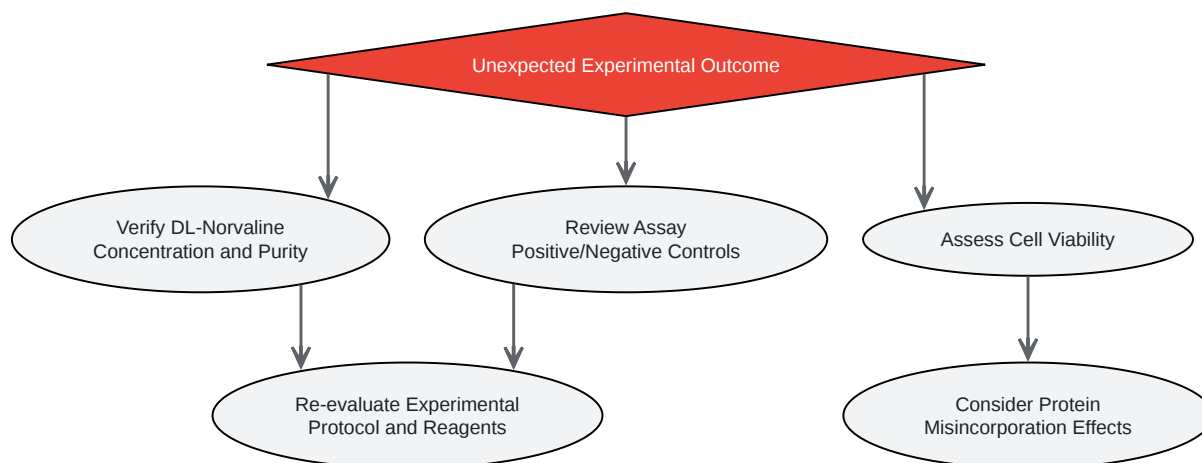 Unexpected Experimental Outcome
Verify DL-Norvaline
Concentration and Purity
Review Assay
Positive/Negative Controls
Assess Cell Viability
Re-evaluate Experimental
Protocol and Reagents
Consider Protein
Misincorporation Effects